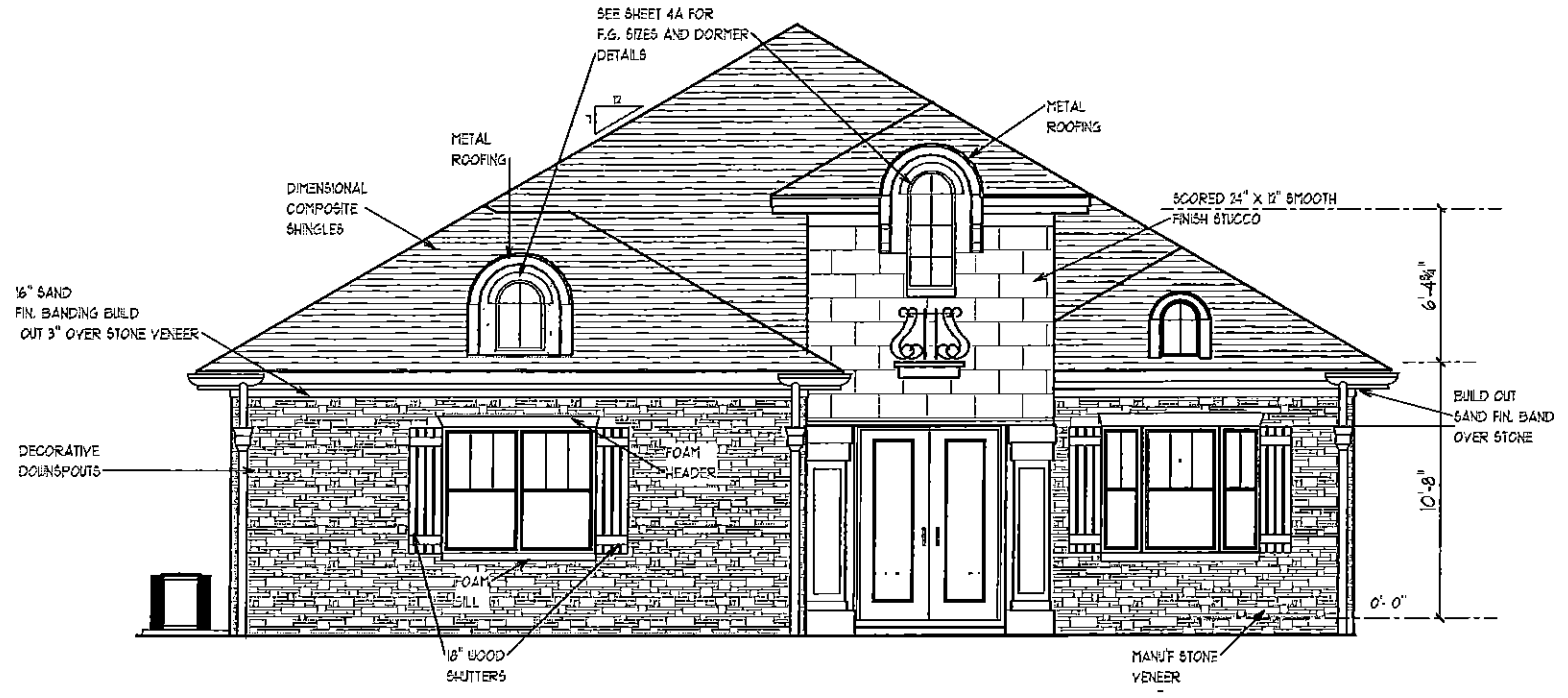 SEE SHEET 4A FOR
F.G. SIZES AND DORMER
DETAILS
12
7
METAL
ROOFING
METAL
ROOFING
DIMENSIONAL
COMPOSITE
SHINGLES
SCORED 24" X 12" SMOOTH
FINISH STUCCO
16" SAND
FIN. BANDING BUILD
OUT 3" OVER STONE VENEER
6'-4¾"
BUILD OUT
SAND FIN. BAND
OVER STONE
DECORATIVE
DOWNSPOUTS
FOAM
HEADER
10'-8"
FOAM
SILL
0'-0"
18" WOOD
SHUTTERS
MANUF STONE
VENEER